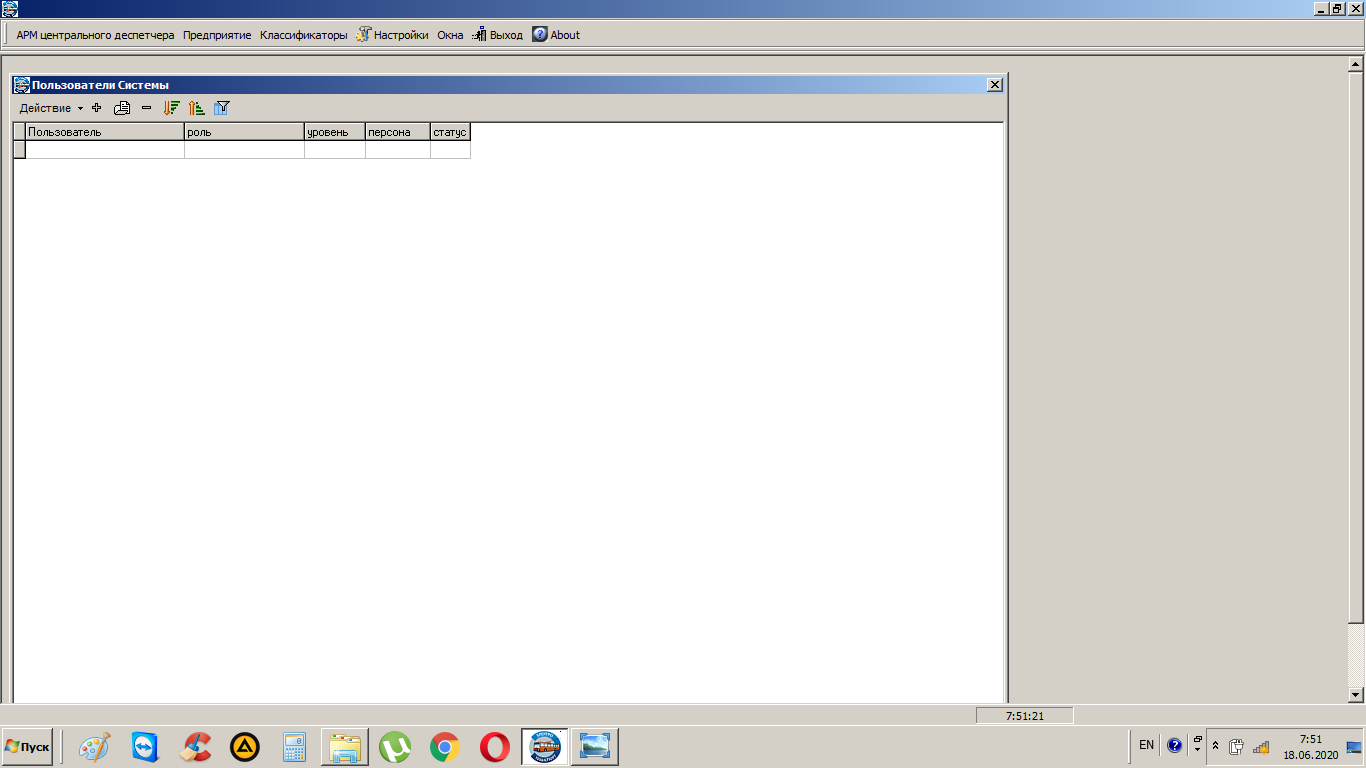 АРМ центрального деспетчера Предприятие Классификаторы Настройки Окна Выход About
Пользователи Системы
Действие
Пользователь роль уровень персона статус
7:51:21
Пуск
EN
7:51
18.06.2020